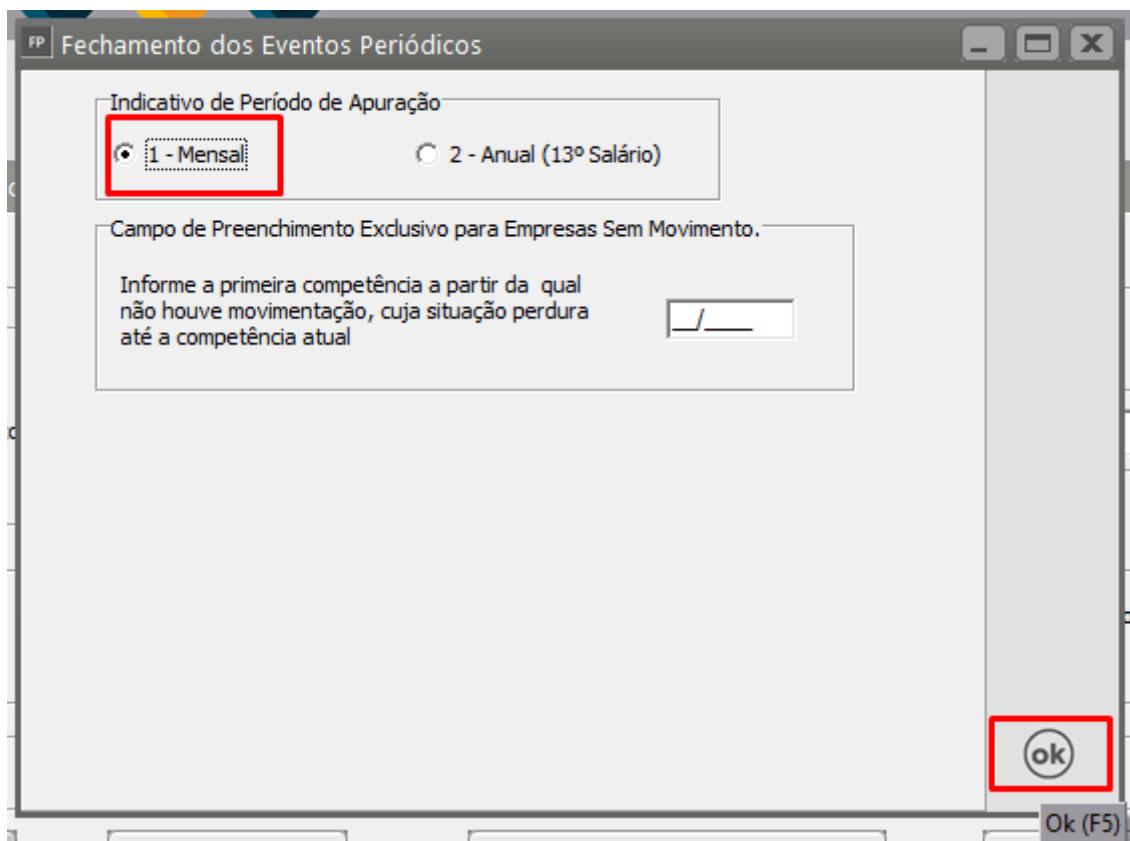 FP Fechamento dos Eventos Periódicos
Indicativo de Período de Apuração
1 - Mensal
2 - Anual (13º Salário)
Campo de Preenchimento Exclusivo para Empresas Sem Movimento.
Informe a primeira competência a partir da qual
não houve movimentação, cuja situação perdura
até a competência atual
__/____
ok
Ok (F5)